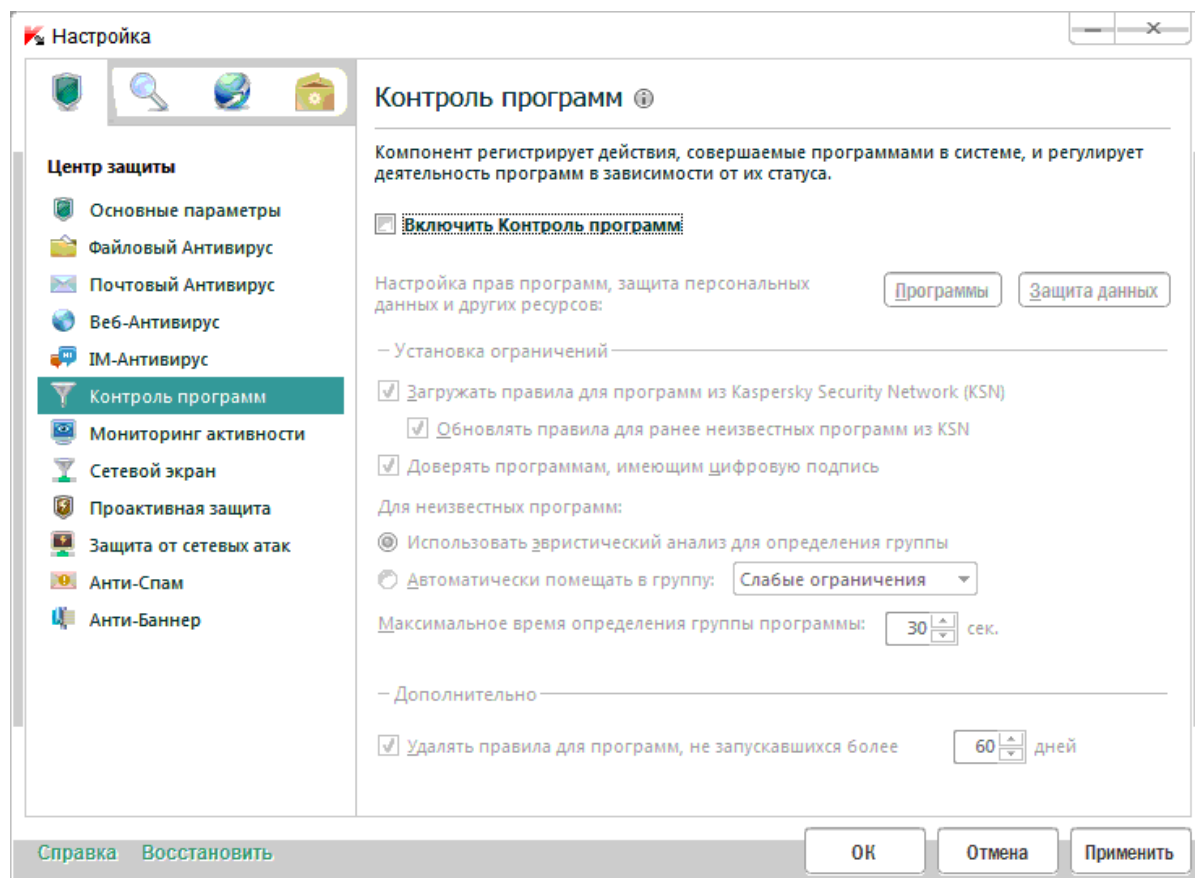 Настройка
Контроль программ
Компонент регистрирует действия, совершаемые программами в системе, и регулирует
деятельность программ в зависимости от их статуса.
Центр защиты
Основные параметры
Файловый Антивирус
Почтовый Антивирус
Веб-Антивирус
IM-Антивирус
Контроль программ
Мониторинг активности
Сетевой экран
Проактивная защита
Защита от сетевых атак
Анти-Спам
Анти-Баннер
Включить Контроль программ
Настройка прав программ, защита персональных
данных и других ресурсов:
Программы Защита данных
Установка ограничений
Загружать правила для программ из Kaspersky Security Network (KSN)
Обновлять правила для ранее неизвестных программ из KSN
Доверять программам, имеющим цифровую подпись
Для неизвестных программ:
Использовать эвристический анализ для определения группы
Автоматически помещать в группу: Слабые ограничения
Максимальное время определения группы программы: 30 сек.
Дополнительно
Удалять правила для программ, не запускавшихся более 60 дней
Справка Восстановить ОК Отмена Применить